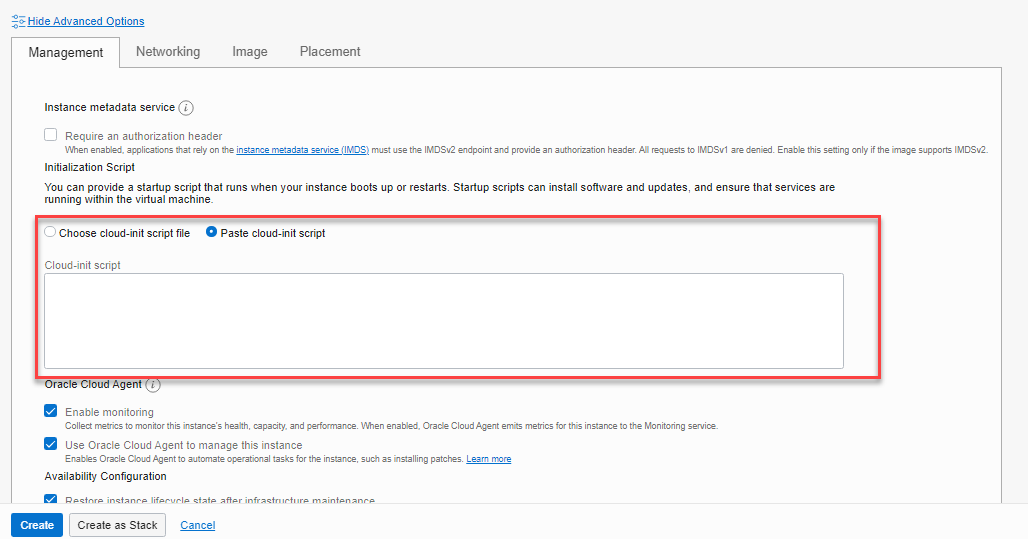 Hide Advanced Options
Management Networking Image Placement
Instance metadata service i
Require an authorization header
When enabled, applications that rely on the instance metadata service (IMDS) must use the IMDSv2 endpoint and provide an authorization header. All requests to IMDSv1 are denied. Enable this setting only if the image supports IMDSv2.
Initialization Script
You can provide a startup script that runs when your instance boots up or restarts. Startup scripts can install software and updates, and ensure that services are
running within the virtual machine.
Choose cloud-init script file Paste cloud-init script
Cloud-init script
Oracle Cloud Agent i
Enable monitoring
Collect metrics to monitor this instance's health, capacity, and performance. When enabled, Oracle Cloud Agent emits metrics for this instance to the Monitoring service.
Use Oracle Cloud Agent to manage this instance
Enables Oracle Cloud Agent to automate operational tasks for the instance, such as installing patches. Learn more
Availability Configuration
Restore instance lifecycle state after infrastructure maintenance
Create Create as Stack Cancel